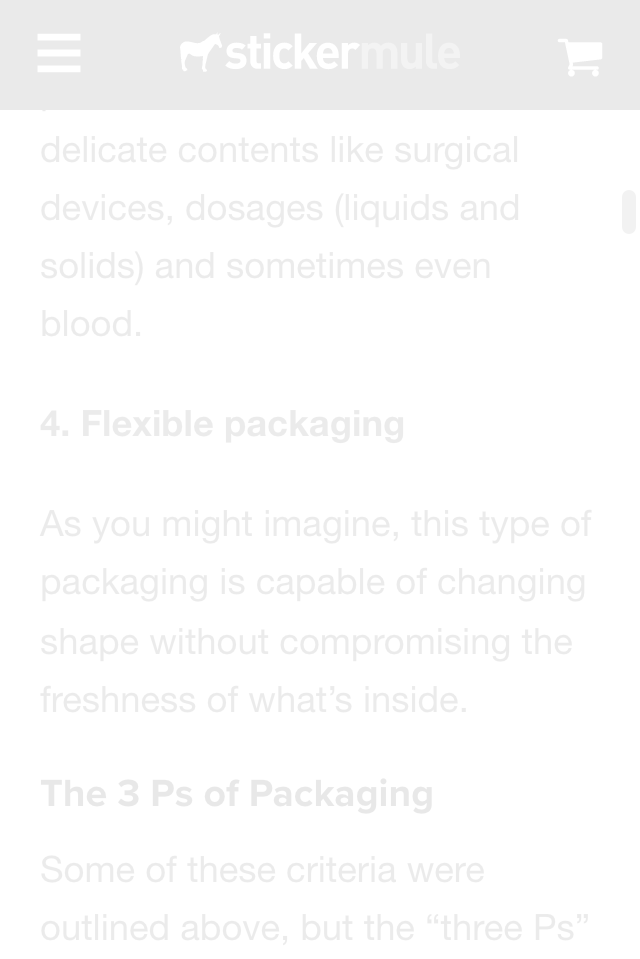 stickermule
delicate contents like surgical
devices, dosages (liquids and
solids) and sometimes even
blood.
4. Flexible packaging
As you might imagine, this type of
packaging is capable of changing
shape without compromising the
freshness of what’s inside.
The 3 Ps of Packaging
Some of these criteria were
outlined above, but the “three Ps”